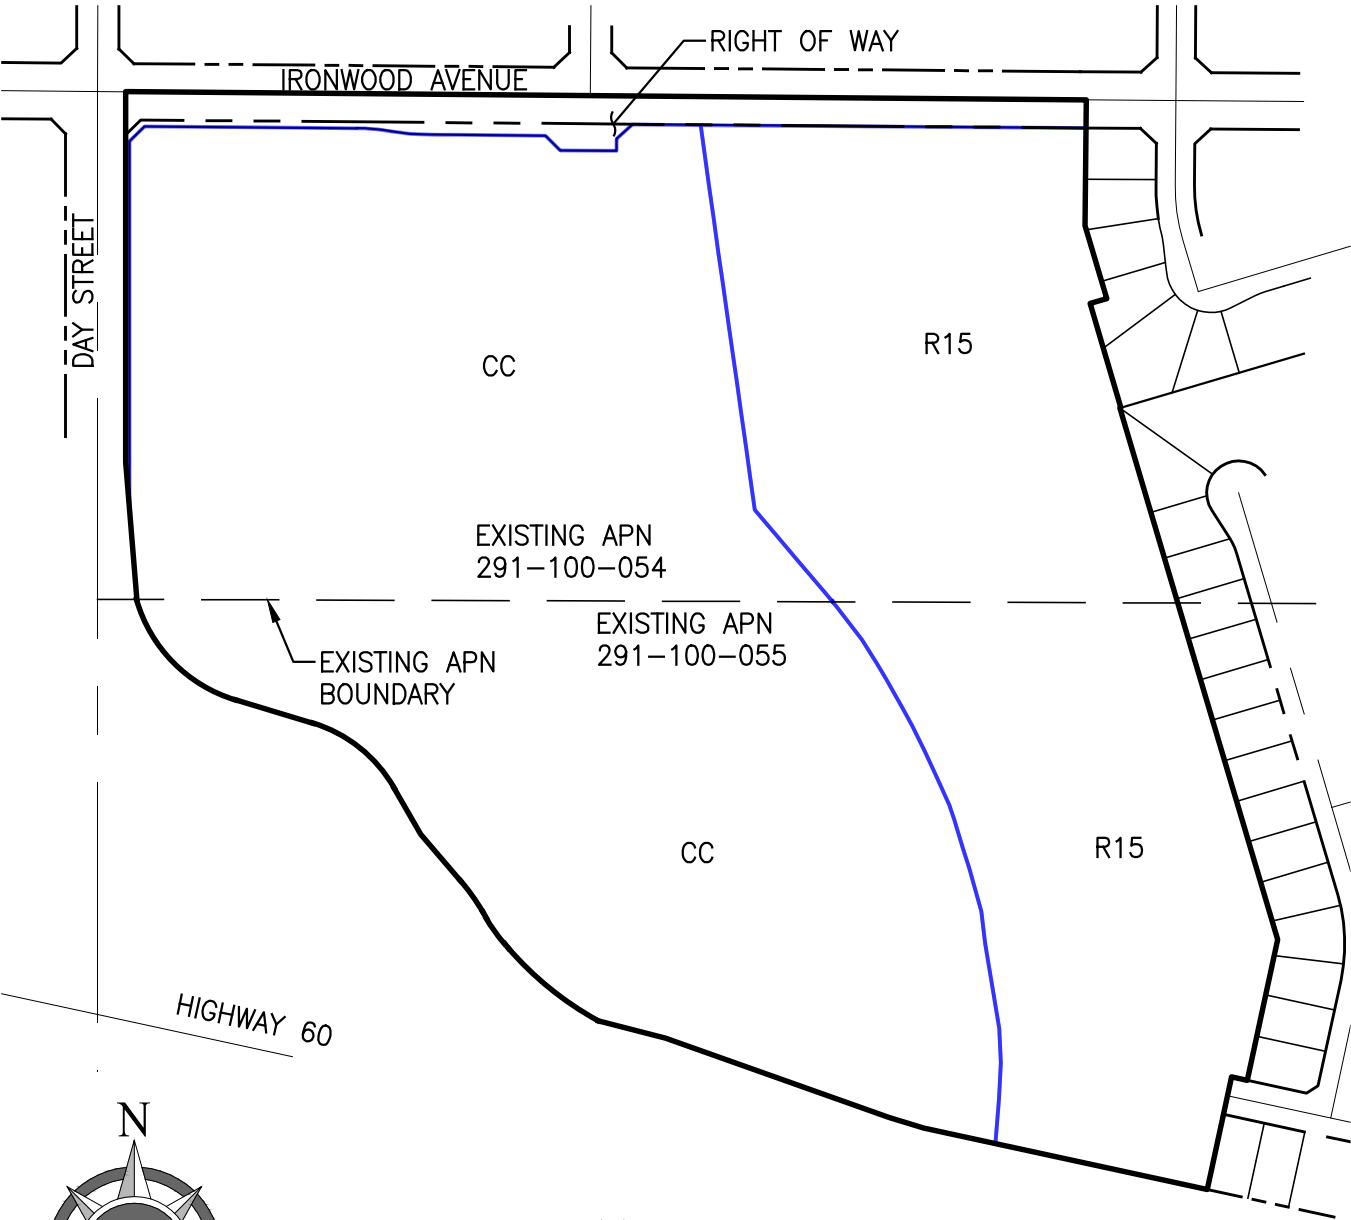 RIGHT OF WAY
IRONWOOD AVENUE
DAY STREET
R15
CC
EXISTING APN
291-100-054
EXISTING APN
291-100-055
EXISTING APN
BOUNDARY
CC
R15
HIGHWAY 60
N